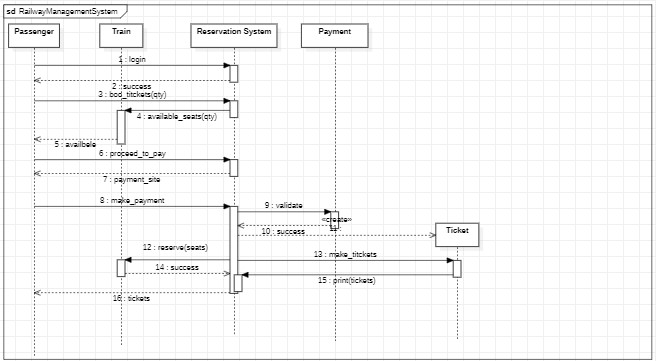 sd RailwayManagementSystem
Passenger
Train
Reservation System
Payment
1 : login
2 : success
3 : bod_titckets(qty)
4 : available_seats(qty)
5 : availbele
6 : proceed_to_pay
7 : payment_site
8 : make_payment
9 : validate
«create»
10 : success
Ticket
12 : reserve(seats)
13 : make_titckets
14 : success
15 : print(tickets)
16 : tickets